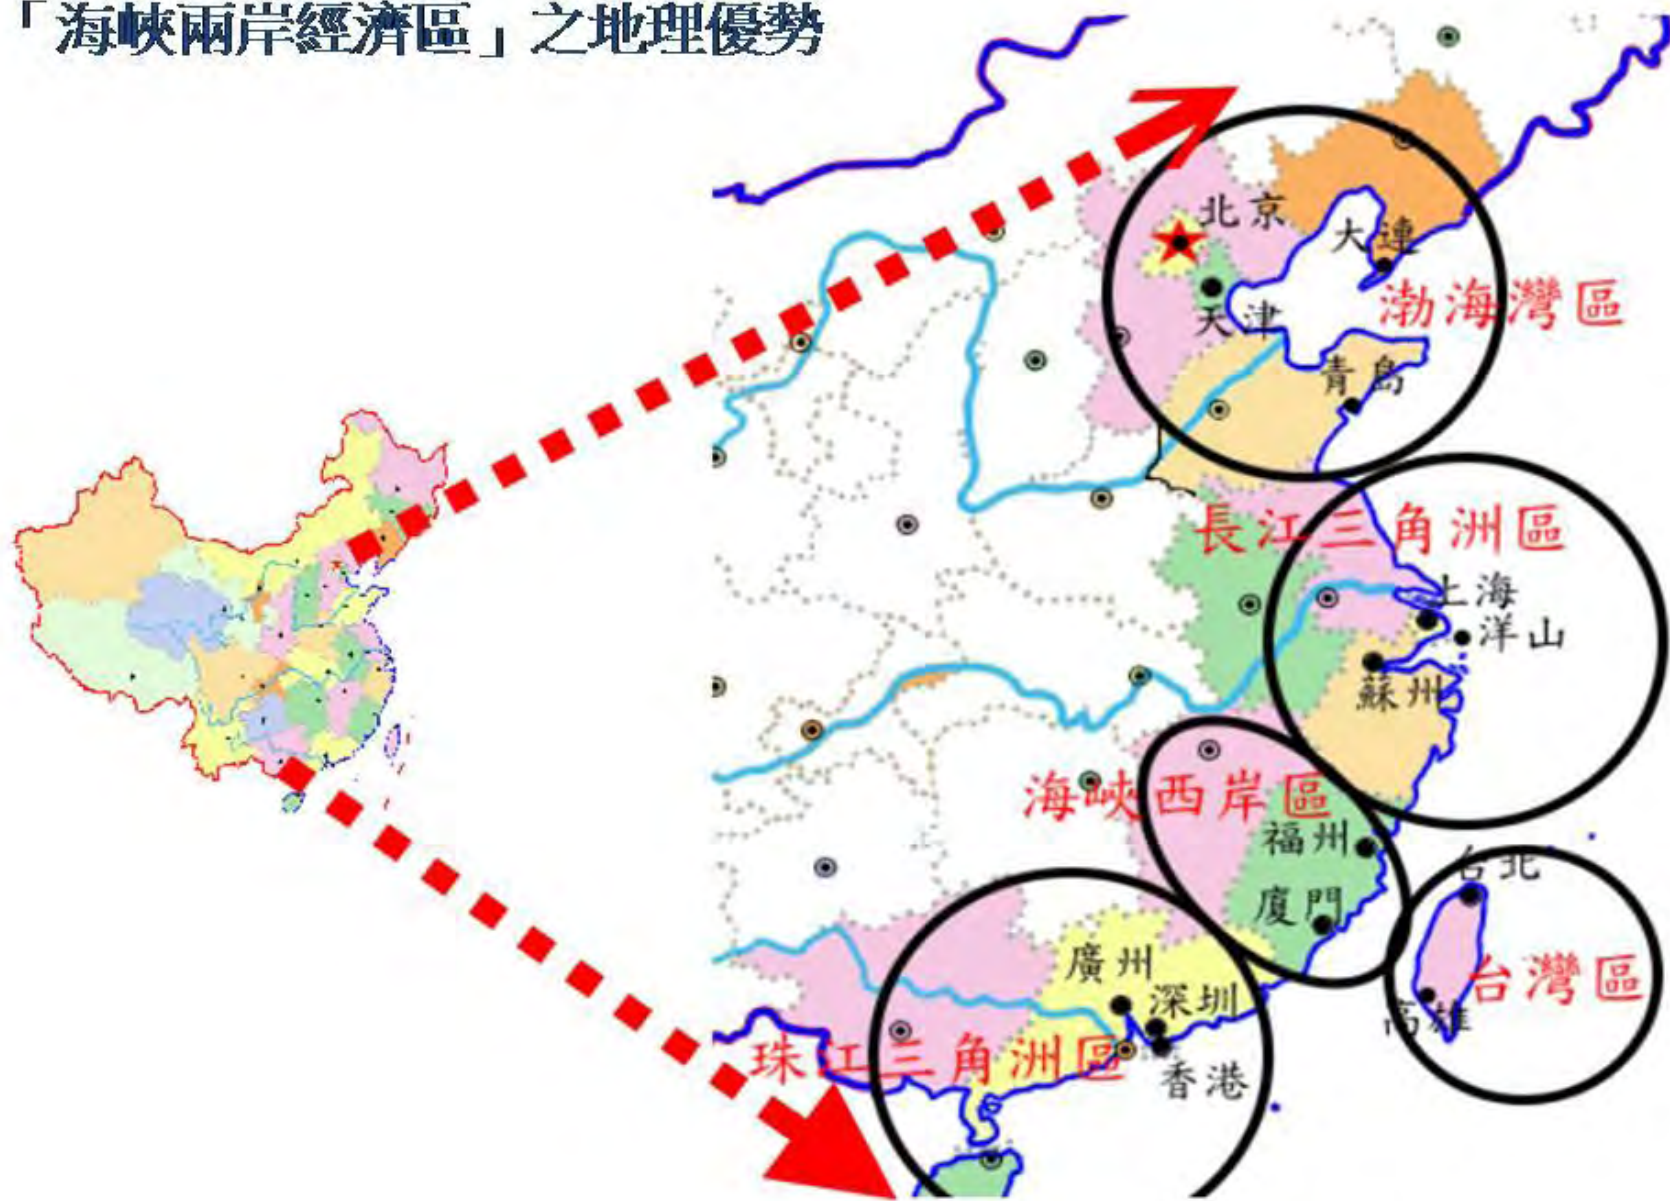 「海峽兩岸經濟區」之地理優勢
北京
大連
渤海灣區
天津
青島
長江三角洲區
上海
洋山
蘇州
海峽西岸區
福州
台北
廈門
廣州
台灣區
深圳
高雄
珠江三角洲區
香港